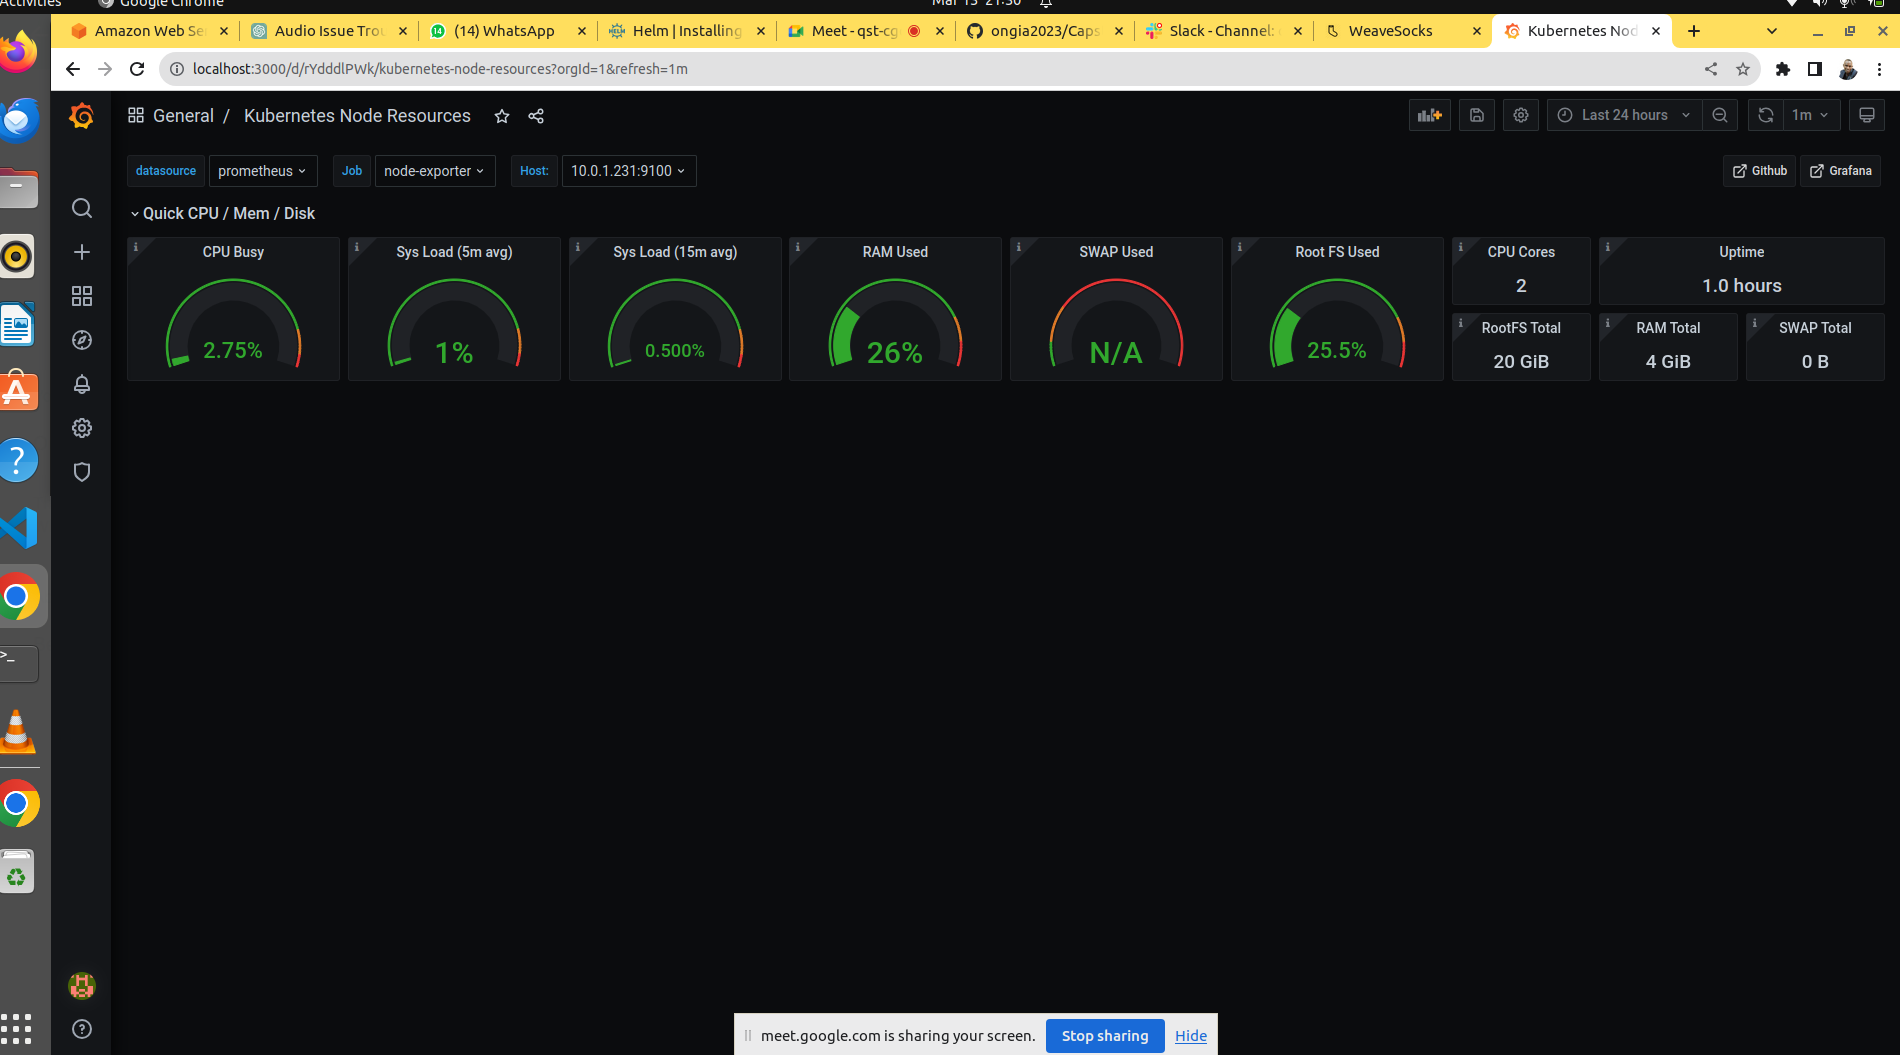 Activities Google Chrome Mar 13 21:30
Amazon Web Se Audio Issue Trou (14) WhatsApp Helm | Installing Meet - qst-cg ongia2023/Caps Slack - Channel: WeaveSocks Kubernetes Nod
localhost:3000/d/rYdddlPWk/kubernetes-node-resources?orgId=1&refresh=1m
General / Kubernetes Node Resources Last 24 hours 1m
datasource prometheus Job node-exporter Host: 10.0.1.231:9100 Github Grafana
Quick CPU / Mem / Disk
CPU Busy Sys Load (5m avg) Sys Load (15m avg) RAM Used SWAP Used Root FS Used CPU Cores Uptime
2 1.0 hours
RootFS Total RAM Total SWAP Total
2.75% 1% 0.500% 26% N/A 25.5% 20 GiB 4 GiB 0 B
meet.google.com is sharing your screen. Stop sharing Hide